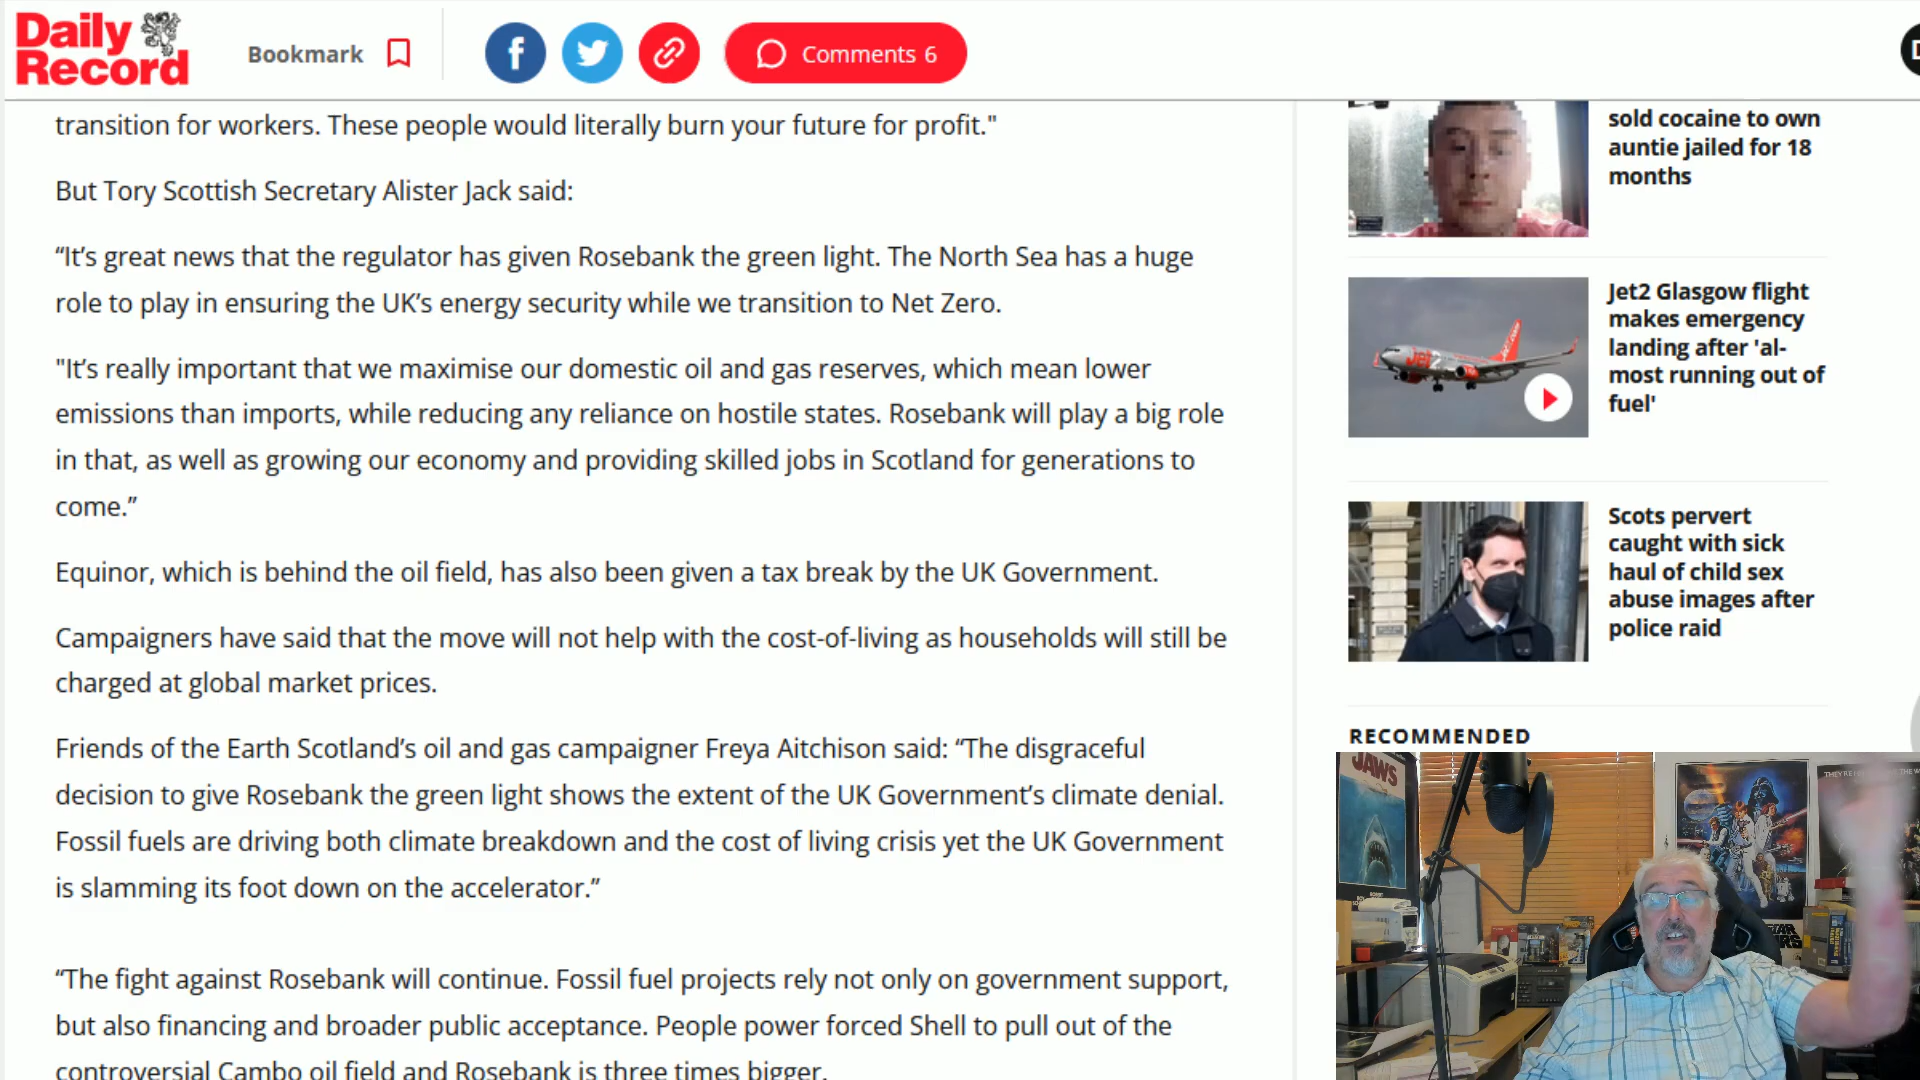 Daily
Record
Bookmark
Comments 6
transition for workers. These people would literally burn your future for profit."
But Tory Scottish Secretary Alister Jack said:
“It’s great news that the regulator has given Rosebank the green light. The North Sea has a huge
role to play in ensuring the UK’s energy security while we transition to Net Zero.
"It’s really important that we maximise our domestic oil and gas reserves, which mean lower
emissions than imports, while reducing any reliance on hostile states. Rosebank will play a big role
in that, as well as growing our economy and providing skilled jobs in Scotland for generations to
come.”
Equinor, which is behind the oil field, has also been given a tax break by the UK Government.
Campaigners have said that the move will not help with the cost-of-living as households will still be
charged at global market prices.
Friends of the Earth Scotland’s oil and gas campaigner Freya Aitchison said: “The disgraceful
decision to give Rosebank the green light shows the extent of the UK Government’s climate denial.
Fossil fuels are driving both climate breakdown and the cost of living crisis yet the UK Government
is slamming its foot down on the accelerator.”
“The fight against Rosebank will continue. Fossil fuel projects rely not only on government support,
but also financing and broader public acceptance. People power forced Shell to pull out of the
controversial Cambo oil field and Rosebank is three times bigger.
sold cocaine to own
auntie jailed for 18
months
Jet2 Glasgow flight
makes emergency
landing after 'al-
most running out of
fuel'
Jet
Scots pervert
caught with sick
haul of child sex
abuse images after
police raid
RECOMMENDED
JAWS
THEY'RE
STAR
WARS